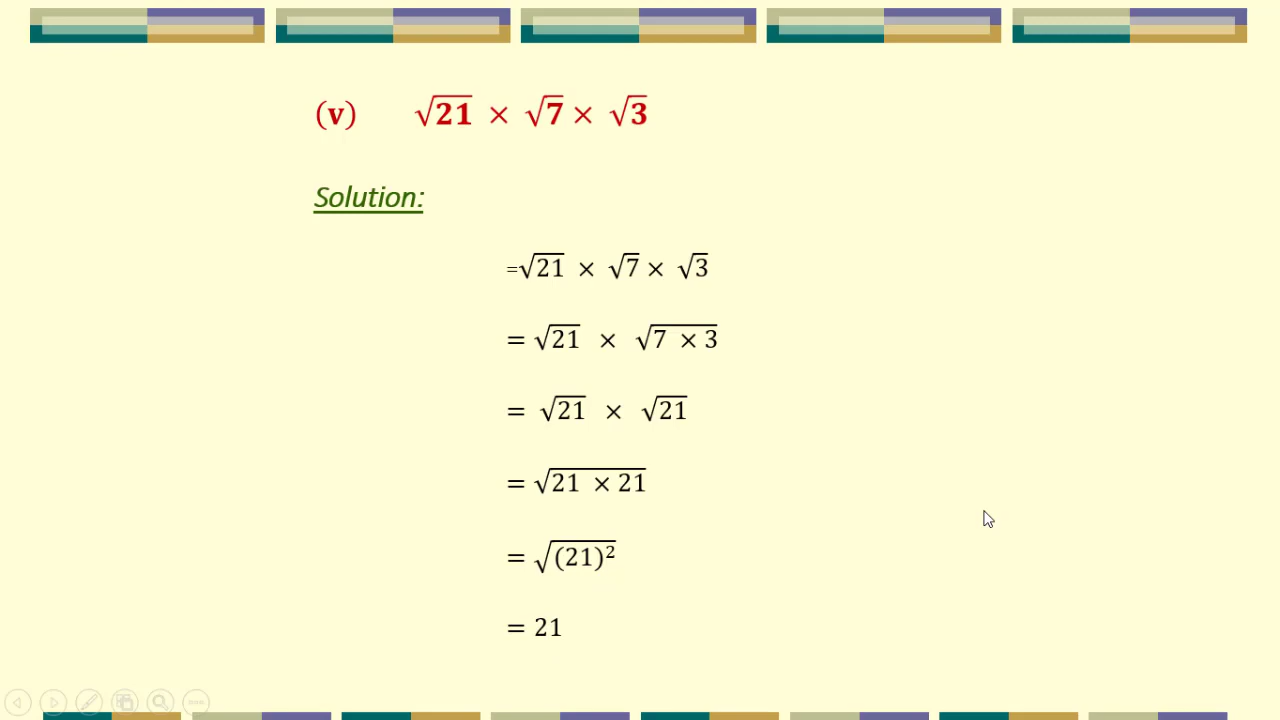 (v) √21 × √7 × √3
Solution:
=√21 × √7 × √3
= √21 × √(7 × 3)
= √21 × √21
= √(21 × 21)
= √((21)²)
= 21